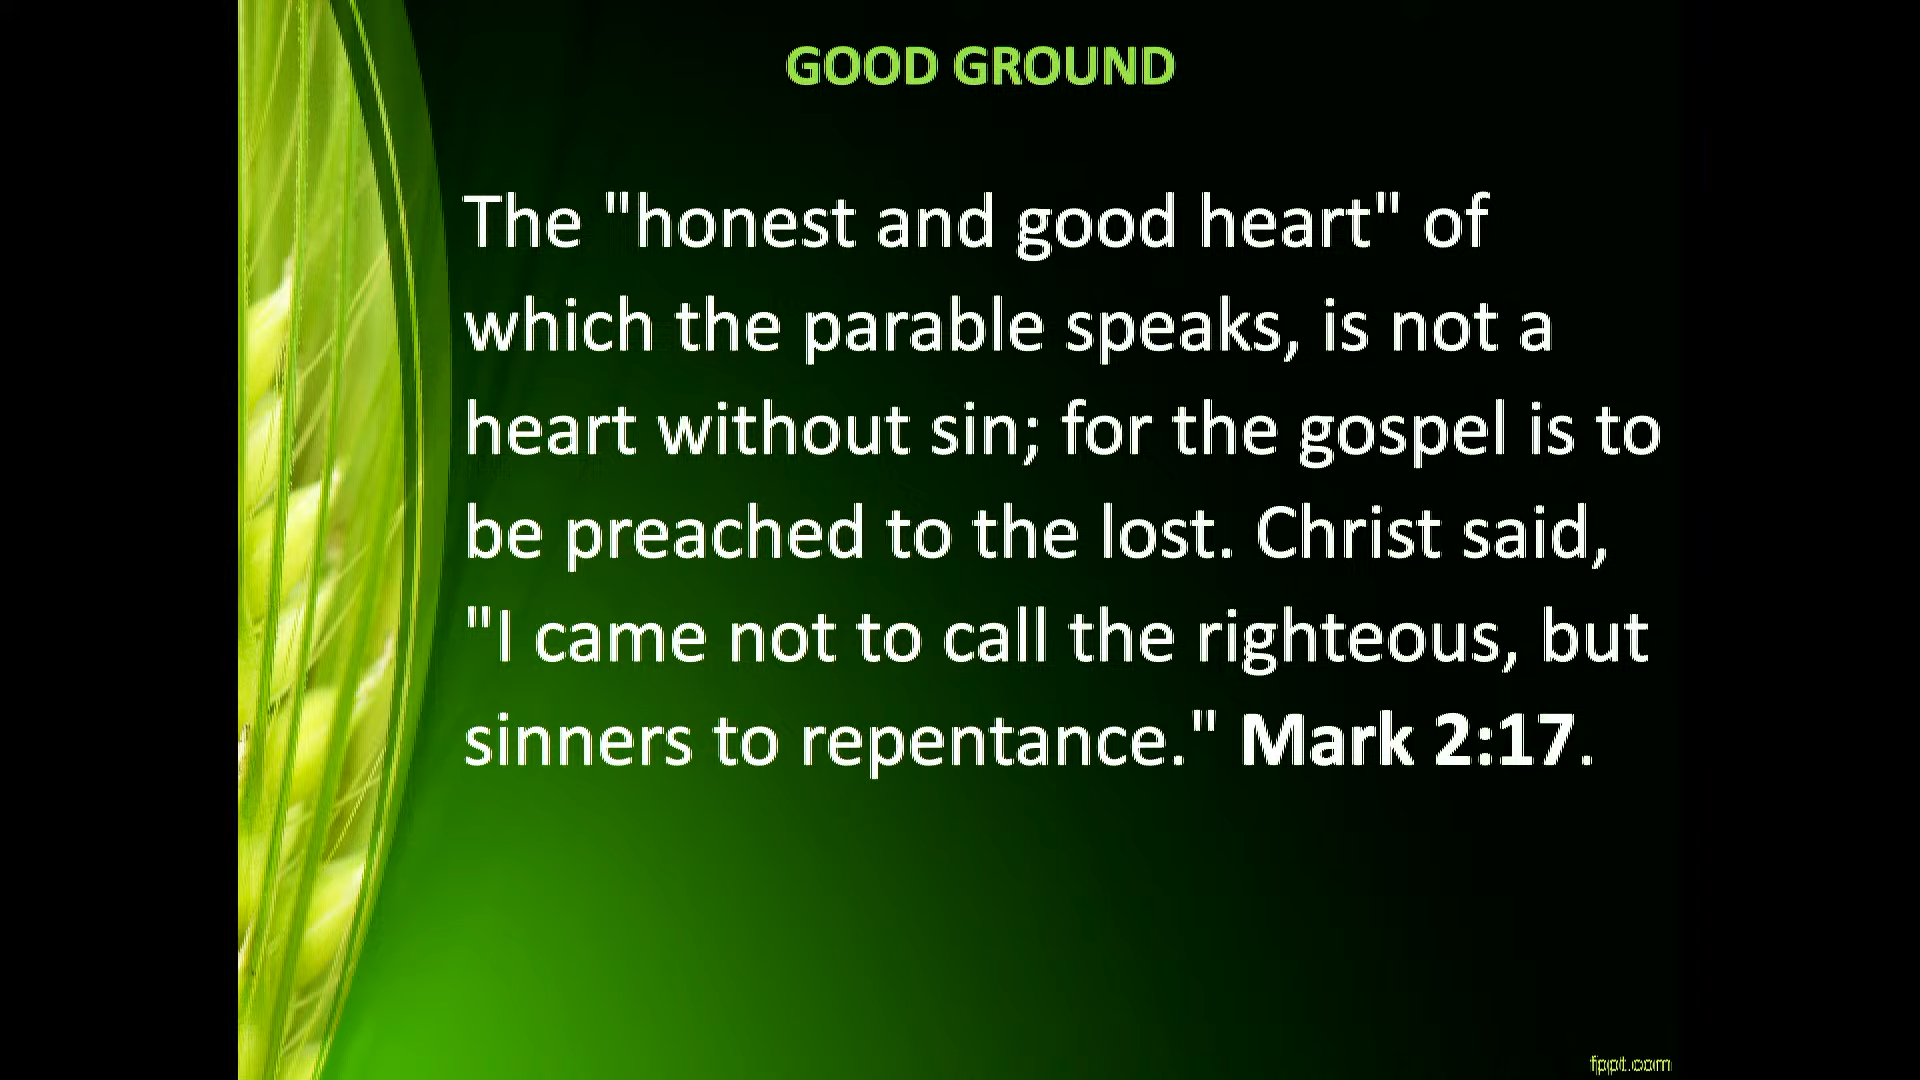 GOOD GROUND
The "honest and good heart" of
which the parable speaks, is not a
heart without sin; for the gospel is to
be preached to the lost. Christ said,
"I came not to call the righteous, but
sinners to repentance." Mark 2:17.
fppt.com